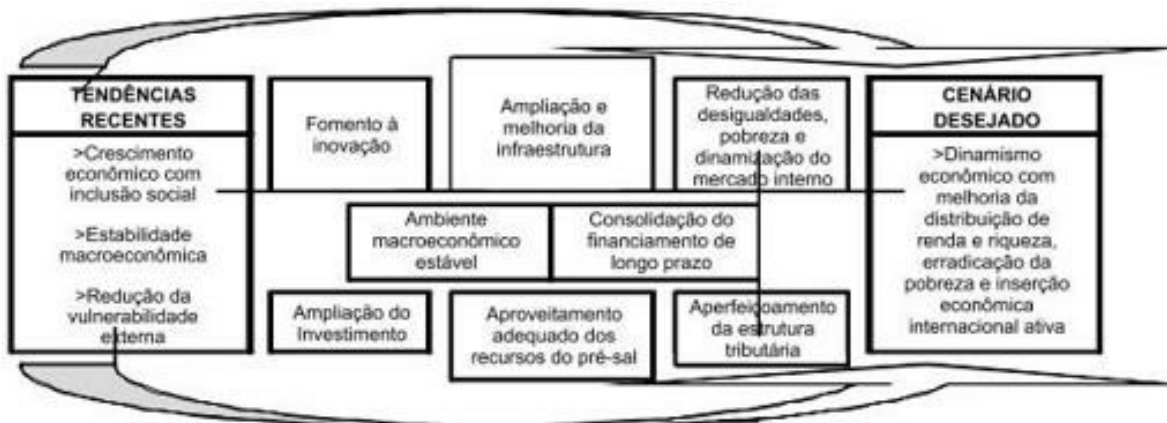 TENDÊNCIAS
RECENTES
>Crescimento
econômico com
inclusão social
>Estabilidade
macroeconômica
>Redução da
vulnerabilidade
externa
Fomento à
inovação
Ampliação e
melhoria da
infraestrutura
Redução das
desigualdades,
pobreza e
dinamização do
mercado interno
Ambiente
macroeconômico
estável
Consolidação do
financiamento de
longo prazo
Ampliação do
Investimento
Aproveitamento
adequado dos
recursos do pré-sal
Aperfeiçoamento
da estrutura
tributária
CENÁRIO
DESEJADO
>Dinamismo
econômico com
melhoria da
distribuição de
renda e riqueza,
erradicação da
pobreza e inserção
econômica
internacional ativa